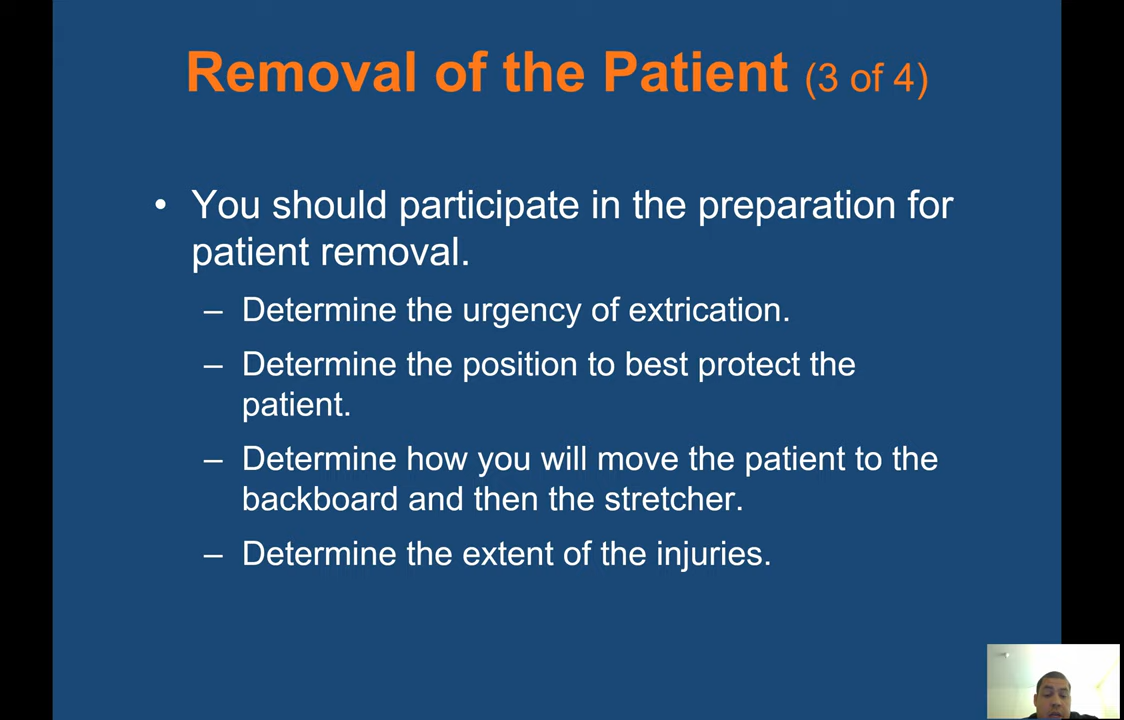 Removal of the Patient (3 of 4)
• You should participate in the preparation for
patient removal.
– Determine the urgency of extrication.
– Determine the position to best protect the
patient.
– Determine how you will move the patient to the
backboard and then the stretcher.
– Determine the extent of the injuries.